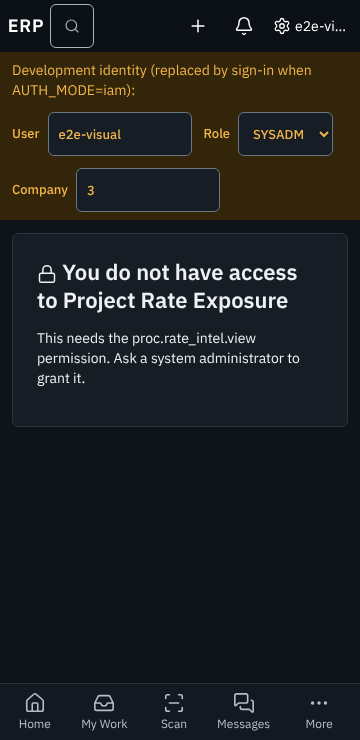 ERP
e2e-vi...
Development identity (replaced by sign-in when
AUTH_MODE=iam):
User e2e-visual Role SYSADM
Company 3
You do not have access
to Project Rate Exposure
This needs the proc.rate_intel.view
permission. Ask a system administrator to
grant it.
Home My Work Scan Messages More